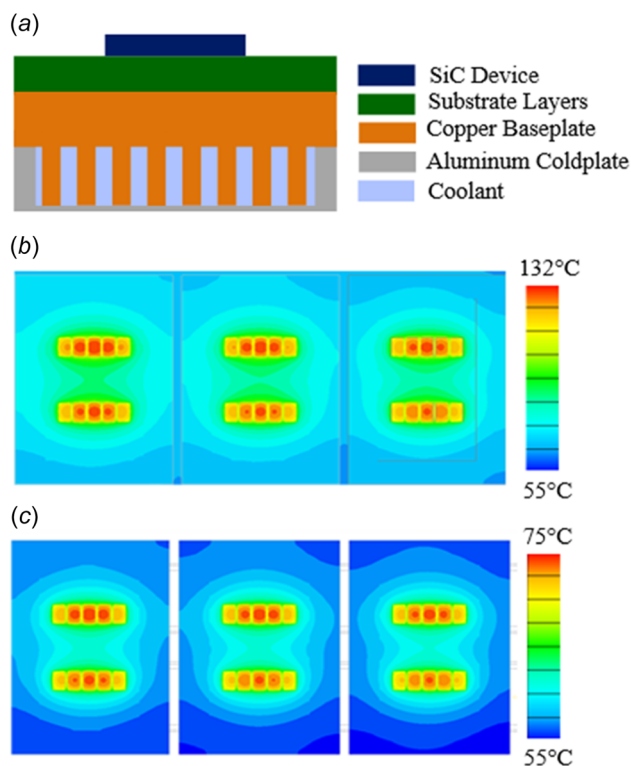 (a)
SiC Device
Substrate Layers
Copper Baseplate
Aluminum Coldplate
Coolant
(b)
132°C
55°C
(c)
75°C
55°C